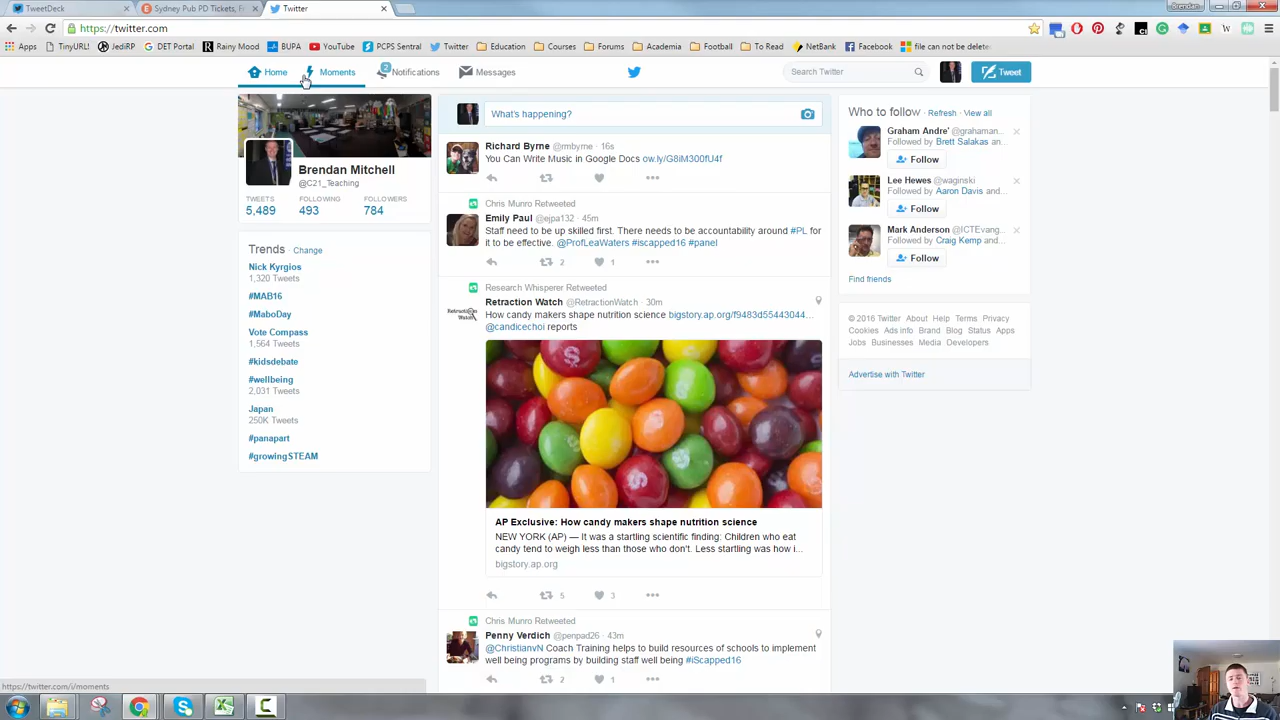 TweetDeck
Sydney Pub PD Tickets, Fr
Twitter
Brendan
https://twitter.com
Apps
TinyURL!
JediRP
DET Portal
Rainy Mood
BUPA
YouTube
PCPS Sentral
Twitter
Education
Courses
Forums
Academia
Football
To Read
NetBank
Facebook
file can not be delete
Home
Moments
2
Notifications
Messages
Search Twitter
Tweet
Brendan Mitchell
@C21_Teaching
TWEETS FOLLOWING FOLLOWERS
5,489 493 784
Trends · Change
Nick Kyrgios
1,320 Tweets
#MAB16
#MaboDay
Vote Compass
1,564 Tweets
#kidsdebate
#wellbeing
2,031 Tweets
Japan
250K Tweets
#panapart
#growingSTEAM
What's happening?
Richard Byrne @rmbyrne · 16s
You Can Write Music in Google Docs ow.ly/G8iM300fU4f
Chris Munro Retweeted
Emily Paul @ejpa132 · 45m
Staff need to be up skilled first. There needs to be accountability around #PL for
it to be effective. @ProfLeaWaters #iscapped16 #panel
2 1
Research Whisperer Retweeted
Retraction Watch @RetractionWatch · 30m
How candy makers shape nutrition science bigstory.ap.org/f9483d55443044...
@candicechoi reports
AP Exclusive: How candy makers shape nutrition science
NEW YORK (AP) — It was a startling scientific finding: Children who eat
candy tend to weigh less than those who don't. Less startling was how i...
bigstory.ap.org
5 3
Chris Munro Retweeted
Penny Verdich @penpad26 · 43m
@ChristianvN Coach Training helps to build resources of schools to implement
well being programs by building staff well being #iScapped16
2 1
Who to follow · Refresh · View all
Graham Andre' @grahaman...
Followed by Brett Salakas and...
Follow
Lee Hewes @waginski
Followed by Aaron Davis and...
Follow
Mark Anderson @ICTEvang...
Followed by Craig Kemp and...
Follow
Find friends
© 2016 Twitter About Help Terms Privacy
Cookies Ads info Brand Blog Status Apps
Jobs Businesses Media Developers
Advertise with Twitter
https://twitter.com/i/moments